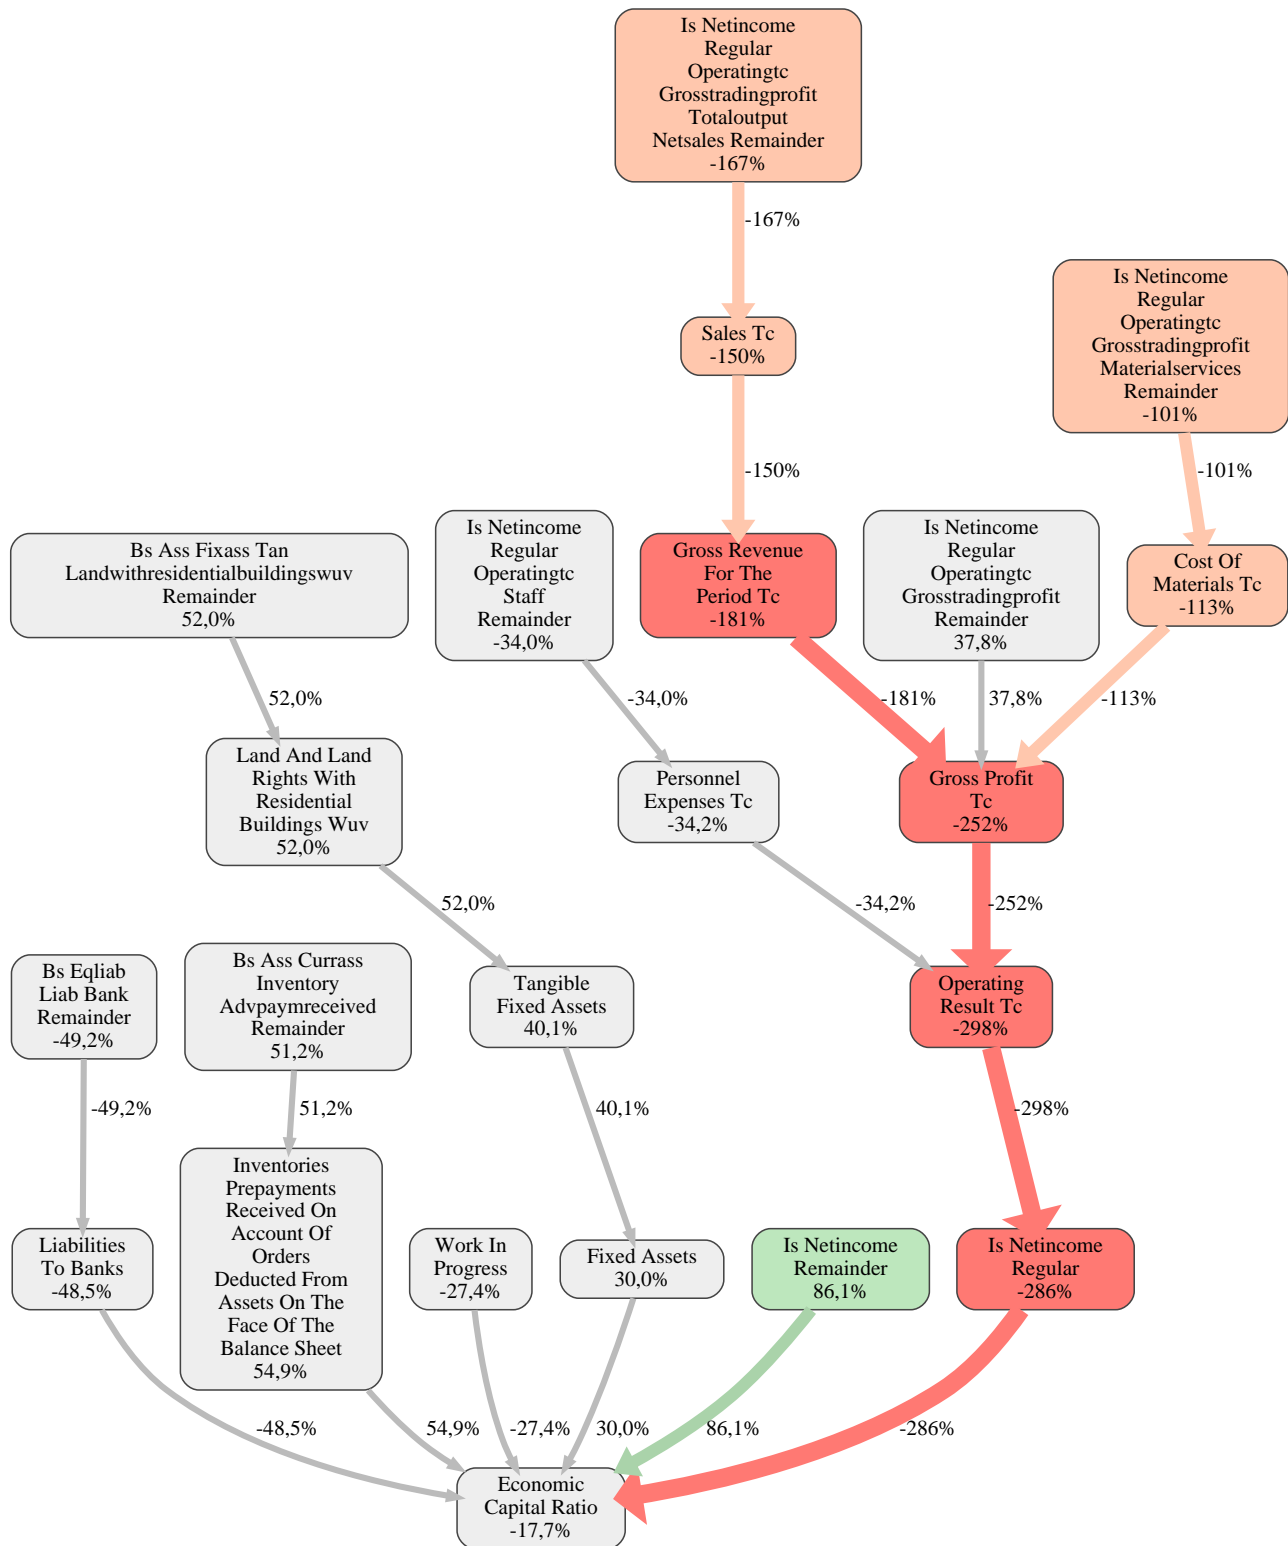 Is Netincome
Regular
Operatingtc
Grosstradingprofit
Totaloutput
Netsales Remainder
-167%
-167%
Is Netincome
Regular
Operatingtc
Grosstradingprofit
Materialservices
Remainder
-101%
Sales Tc
-150%
-101%
-150%
Is Netincome
Regular
Operatingtc
Staff
Remainder
-34,0%
Is Netincome
Regular
Operatingtc
Grosstradingprofit
Remainder
37,8%
Bs Ass Fixass Tan
Landwithresidentialbuildingswuv
Remainder
52,0%
Gross Revenue
For The
Period Tc
-181%
Cost Of
Materials Tc
-113%
52,0%
-34,0%
-181%
37,8%
-113%
Land And Land
Rights With
Residential
Buildings Wuv
52,0%
Personnel
Expenses Tc
-34,2%
Gross Profit
Tc
-252%
52,0%
-34,2%
-252%
Bs Eqliab
Liab Bank
Remainder
-49,2%
Bs Ass Currass
Inventory
Advpaymreceived
Remainder
51,2%
Tangible
Fixed Assets
40,1%
Operating
Result Tc
-298%
-49,2%
51,2%
40,1%
-298%
Inventories
Prepayments
Received On
Account Of
Orders
Deducted From
Assets On The
Face Of The
Balance Sheet
54,9%
Liabilities
To Banks
-48,5%
Work In
Progress
-27,4%
Fixed Assets
30,0%
Is Netincome
Remainder
86,1%
Is Netincome
Regular
-286%
-48,5%
54,9%
-27,4%
30,0%
86,1%
-286%
Economic
Capital Ratio
-17,7%